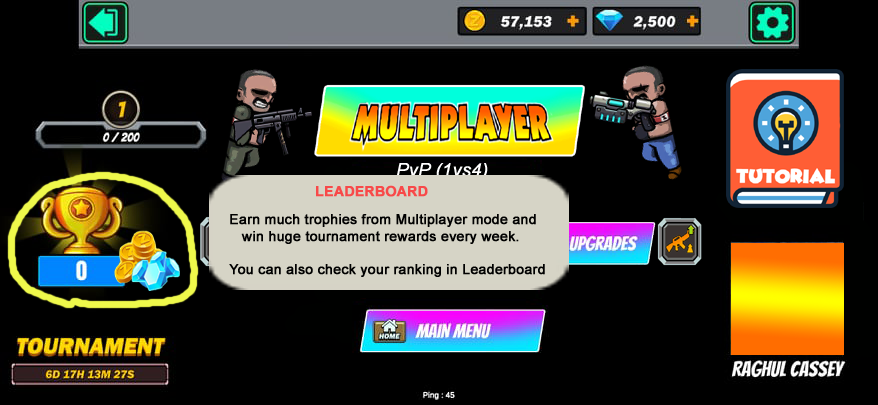 57,153
2,500
1
0 / 200
MULTIPLAYER
PvP (1vs4)
TUTORIAL
LEADERBOARD
Earn much trophies from Multiplayer mode and
win huge tournament rewards every week.
You can also check your ranking in Leaderboard
0
UPGRADES
HOME
MAIN MENU
TOURNAMENT
6D 17H 13M 27S
RAGHUL CASSEY
Ping : 45